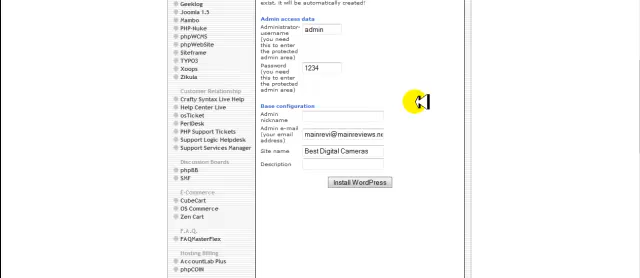 Geeklog
Joomla 1.5
Mambo
PHP-Nuke
phpWCMS
phpWebSite
Siteframe
TYPO3
Xoops
Zikula
Customer Relationship
Crafty Syntax Live Help
Help Center Live
osTicket
PerlDesk
PHP Support Tickets
Support Logic Helpdesk
Support Services Manager
Discussion Boards
phpBB
SMF
E-Commerce
CubeCart
OS Commerce
Zen Cart
F.A.Q.
FAQMasterFlex
Hosting Billing
AccountLab Plus
phpCOIN
exist, it will be automatically created!
Admin access data
Administrator-
username
(you need
this to enter
the protected
admin area)
admin
Password
(you need
this to enter
the protected
admin area)
1234
Base configuration
Admin
nickname
Admin e-mail
(your email
address)
mainrevi@mainreviews.ne
Site name
Best Digital Cameras
Description
Install WordPress